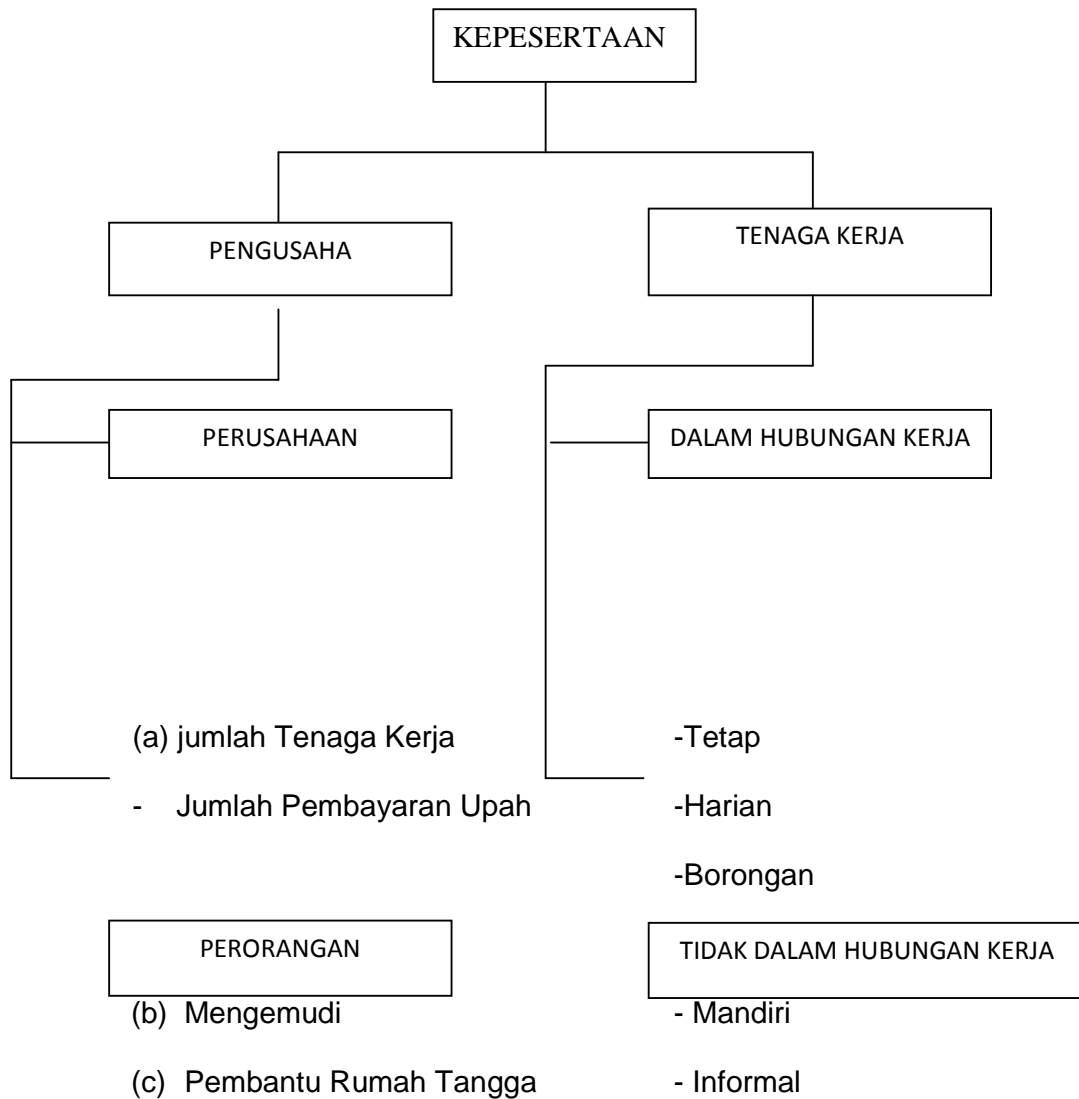 KEPESERTAAN
PENGUSAHA
TENAGA KERJA
PERUSAHAAN
DALAM HUBUNGAN KERJA
(a) jumlah Tenaga Kerja
-Tetap
- Jumlah Pembayaran Upah
-Harian
-Borongan
PERORANGAN
TIDAK DALAM HUBUNGAN KERJA
(b) Mengemudi
- Mandiri
(c) Pembantu Rumah Tangga
- Informal